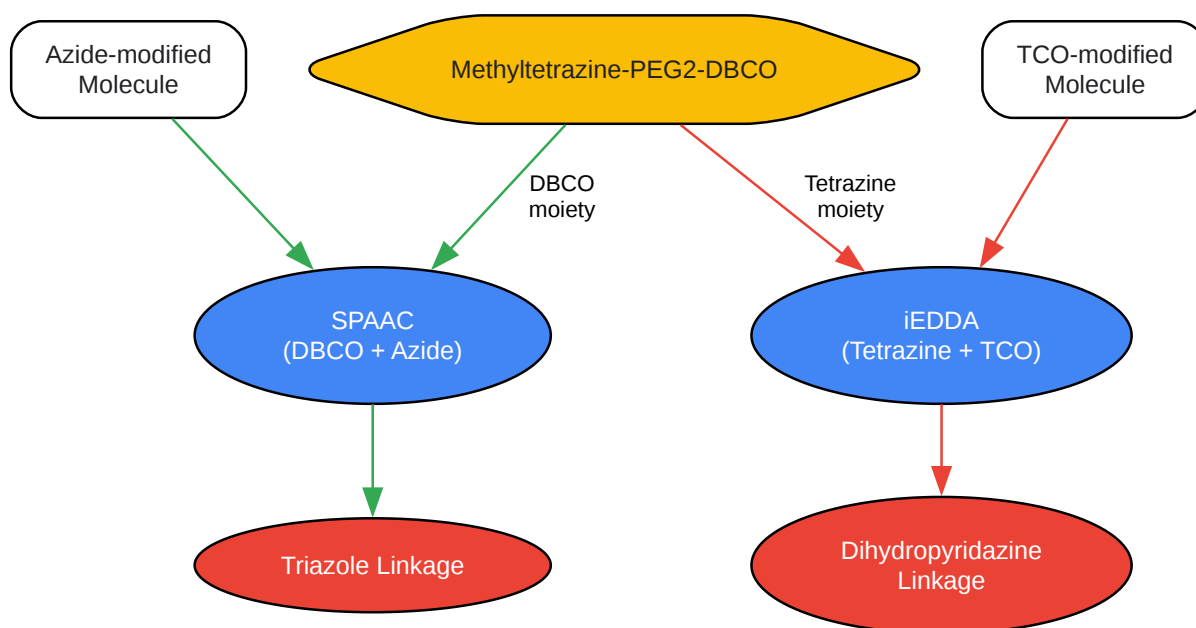 Azide-modified
Molecule
Methyltetrazine-PEG2-DBCO
TCO-modified
Molecule
DBCO
moiety
Tetrazine
moiety
SPAAC
(DBCO + Azide)
iEDDA
(Tetrazine + TCO)
Triazole Linkage
Dihydropyridazine
Linkage